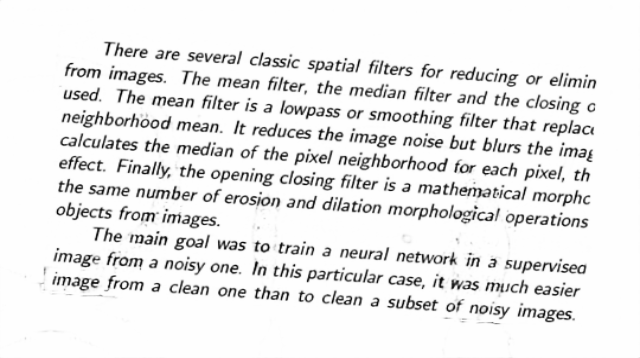 There are several classic spatial filters for reducing or elimin
from images. The mean filter, the median filter and the closing o
used. The mean filter is a lowpass or smoothing filter that replac
neighborhood mean. It reduces the image noise but blurs the imag
calculates the median of the pixel neighborhood for each pixel, th
effect. Finally, the opening closing filter is a mathematical morpho
the same number of erosion and dilation morphological operations
objects from images.
The main goal was to train a neural network in a supervised
image from a noisy one. In this particular case, it was much easier
image from a clean one than to clean a subset of noisy images.